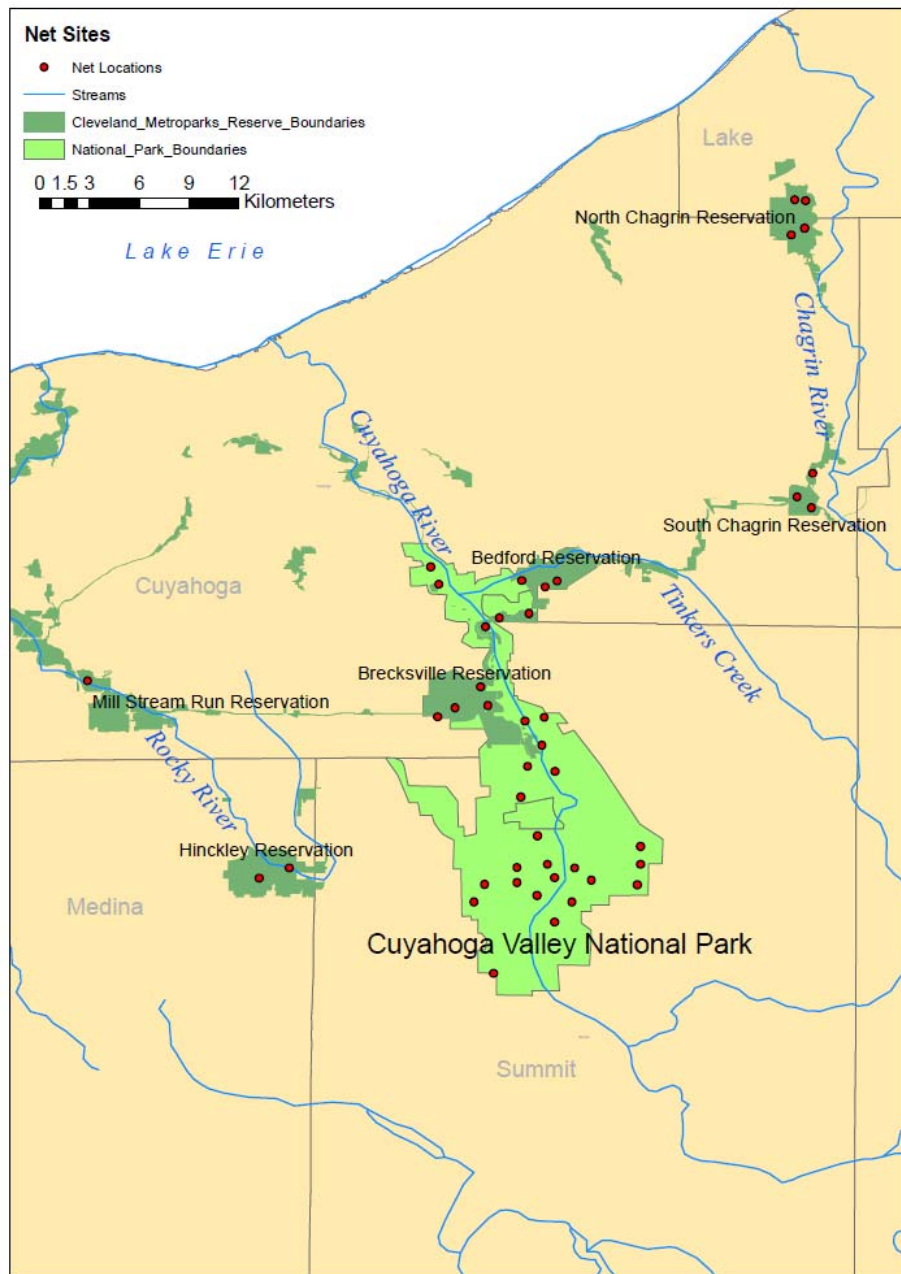 Net Sites
Net Locations
Streams
Cleveland_Metroparks_Reserve_Boundaries
National_Park_Boundaries
0 1.5 3 6 9 12
Kilometers
Lake Erie
Lake
North Chagrin Reservation
Chagrin River
Cuyahoga River
South Chagrin Reservation
Bedford Reservation
Cuyahoga
Tinkers Creek
Brecksville Reservation
Mill Stream Run Reservation
Rocky River
Hinckley Reservation
Medina
Cuyahoga Valley National Park
Summit